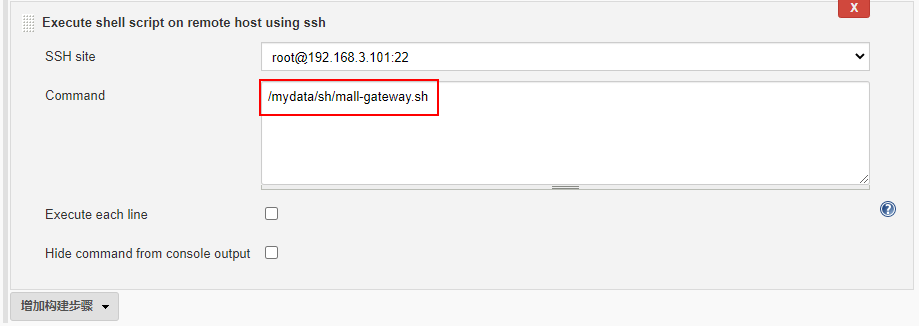 X
Execute shell script on remote host using ssh
SSH site
root@192.168.3.101:22
Command
/mydata/sh/mall-gateway.sh
Execute each line
?
Hide command from console output
增加构建步骤